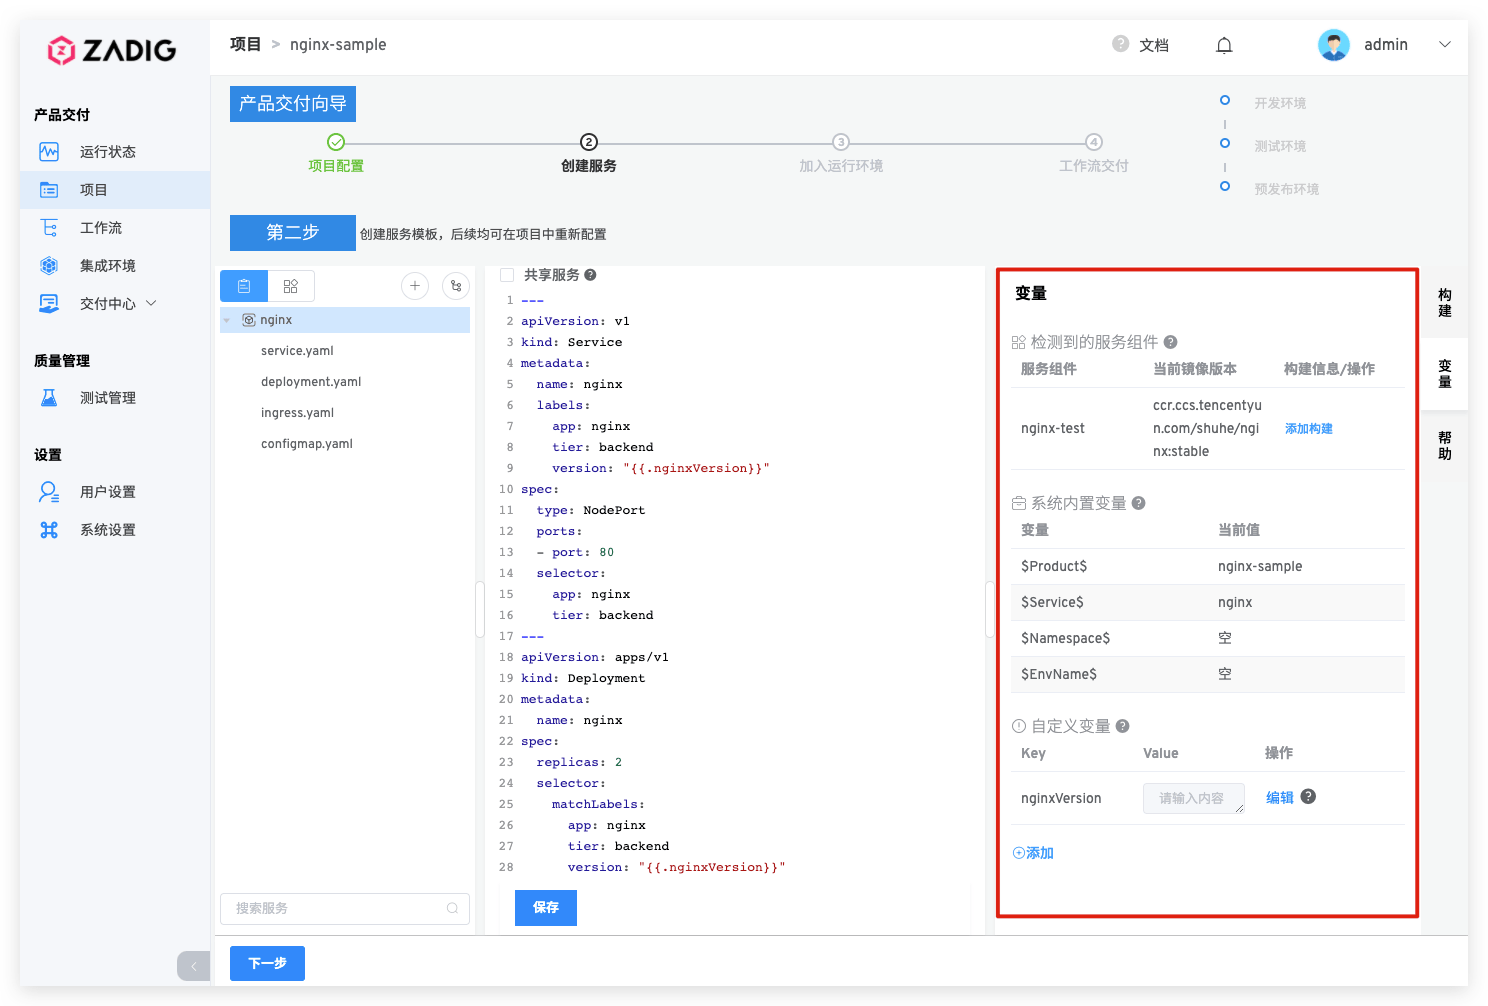 ZADIG
项目 > nginx-sample
文档
admin
产品交付
运行状态
项目
工作流
集成环境
交付中心
质量管理
测试管理
设置
用户设置
系统设置
产品交付向导
项目配置
2
创建服务
3
加入运行环境
4
工作流交付
开发环境
测试环境
预发布环境
第二步
创建服务模板，后续均可在项目中重新配置
nginx
service.yaml
deployment.yaml
ingress.yaml
configmap.yaml
搜索服务
共享服务
1 ---
2 apiVersion: v1
3 kind: Service
4 metadata:
5   name: nginx
6   labels:
7     app: nginx
8     tier: backend
9     version: "{{.nginxVersion}}"
10 spec:
11   type: NodePort
12   ports:
13   - port: 80
14   selector:
15     app: nginx
16     tier: backend
17 ---
18 apiVersion: apps/v1
19 kind: Deployment
20 metadata:
21   name: nginx
22 spec:
23   replicas: 2
24   selector:
25     matchLabels:
26       app: nginx
27       tier: backend
28       version: "{{.nginxVersion}}"
保存
变量
检测到的服务组件
服务组件 当前镜像版本 构建信息/操作
nginx-test
ccr.ccs.tencentyu
n.com/shuhe/ngi
nx:stable
添加构建
系统内置变量
变量 当前值
$Product$ nginx-sample
$Service$ nginx
$Namespace$ 空
$EnvName$ 空
自定义变量
Key Value 操作
nginxVersion 请输入内容 编辑
添加
构建
变量
帮助
下一步